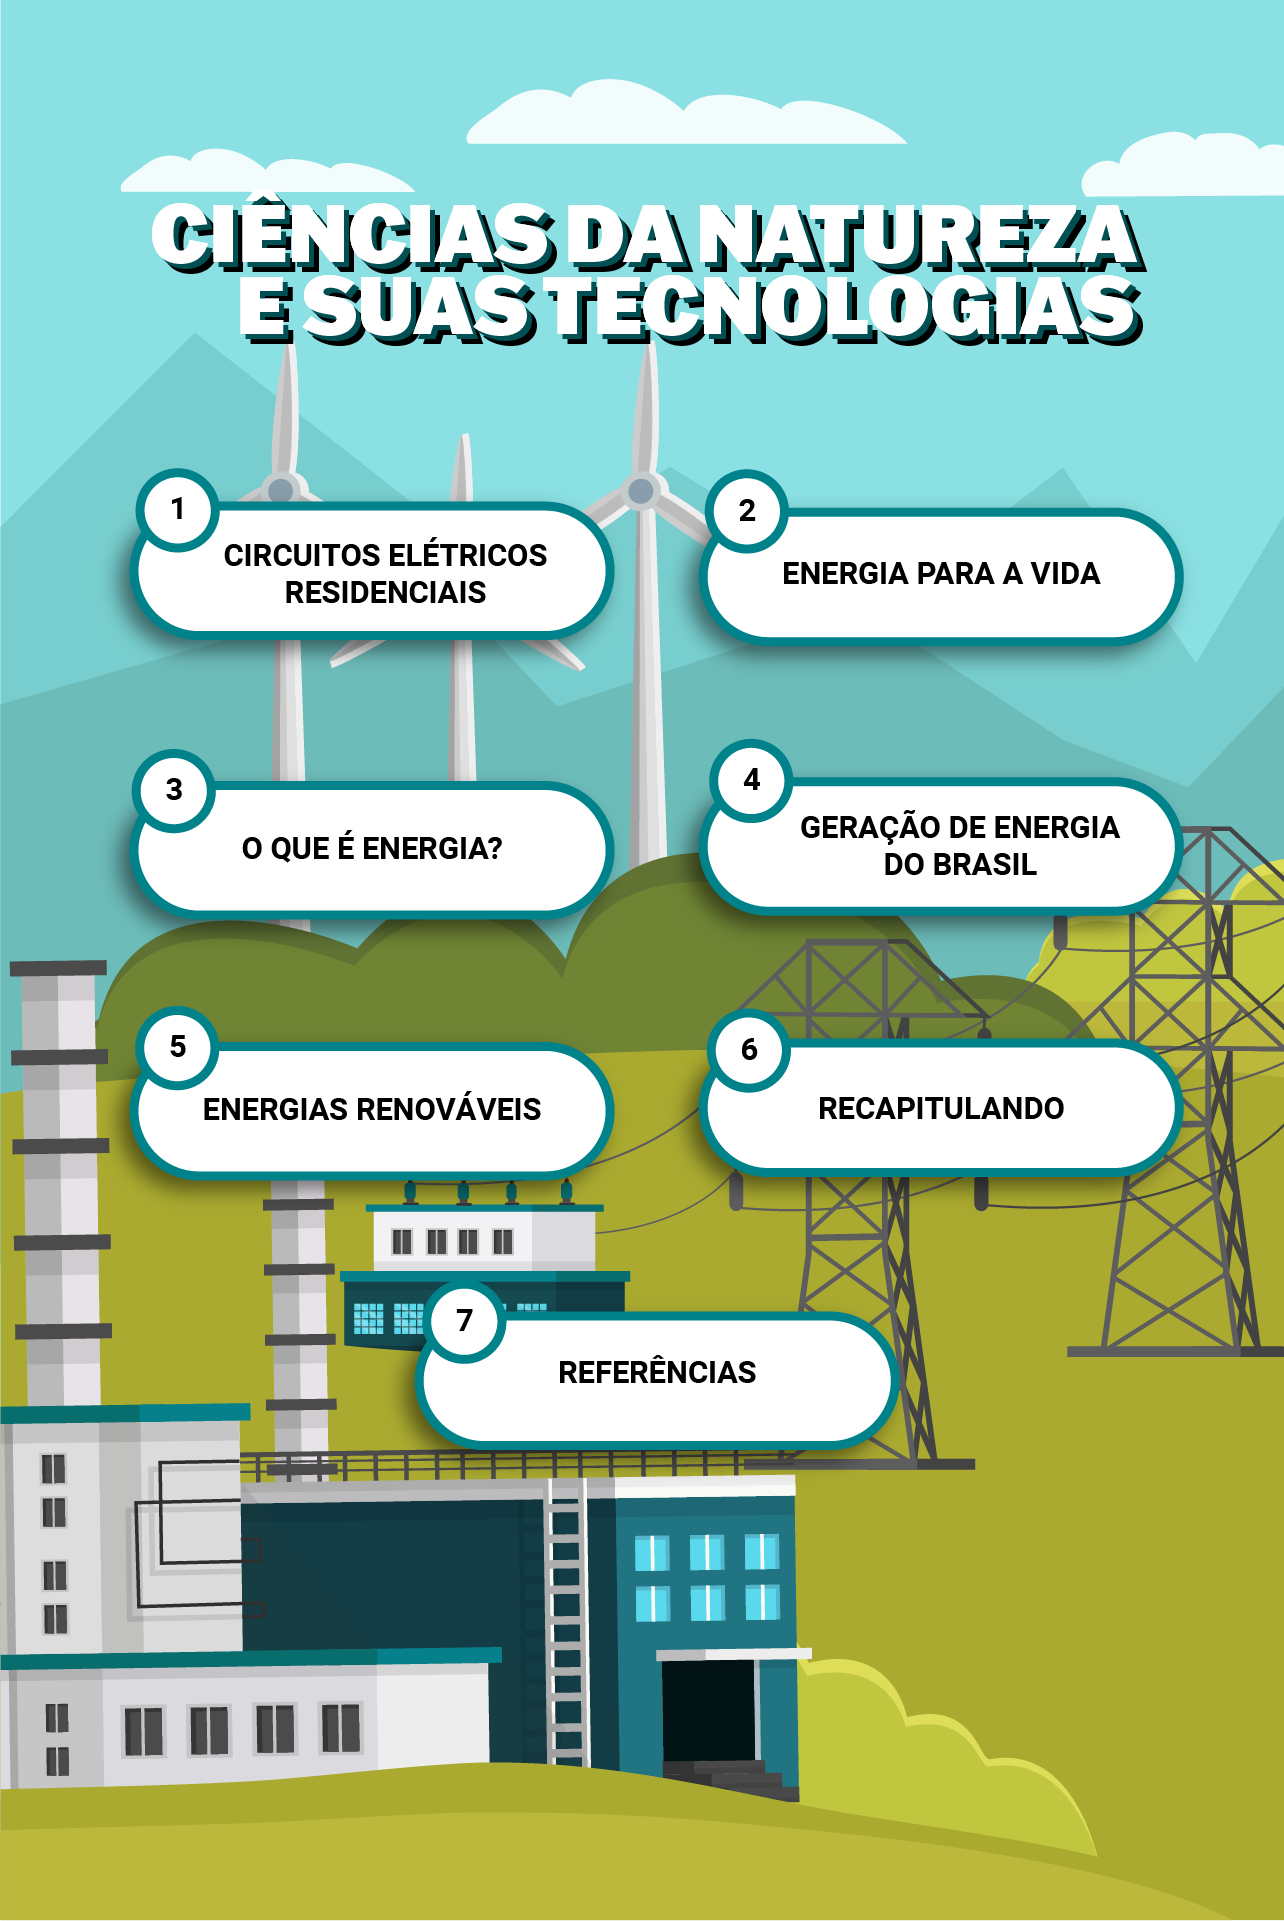 CIÊNCIAS DA NATUREZA
E SUAS TECNOLOGIAS
1
CIRCUITOS ELÉTRICOS
RESIDENCIAIS
2
ENERGIA PARA A VIDA
3
O QUE É ENERGIA?
4
GERAÇÃO DE ENERGIA
DO BRASIL
5
ENERGIAS RENOVÁVEIS
6
RECAPITULANDO
7
REFERÊNCIAS